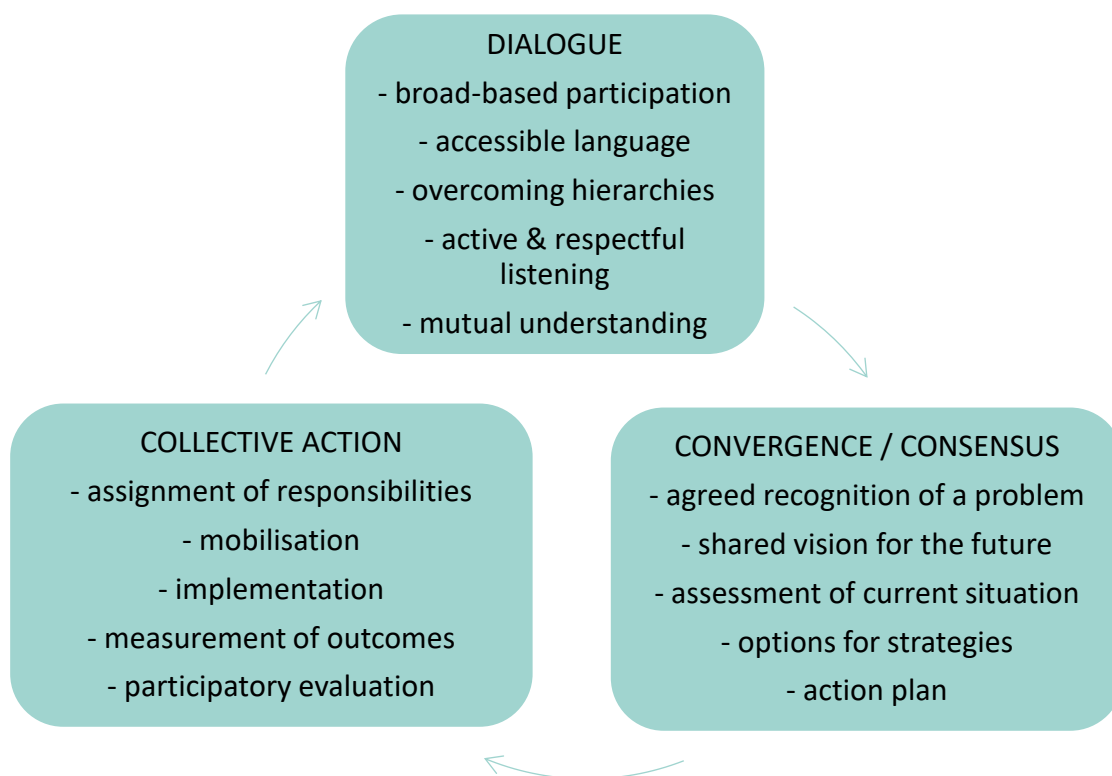 DIALOGUE
- broad-based participation
- accessible language
- overcoming hierarchies
- active & respectful
listening
- mutual understanding
COLLECTIVE ACTION
- assignment of responsibilities
- mobilisation
- implementation
- measurement of outcomes
- participatory evaluation
CONVERGENCE / CONSENSUS
- agreed recognition of a problem
- shared vision for the future
- assessment of current situation
- options for strategies
- action plan